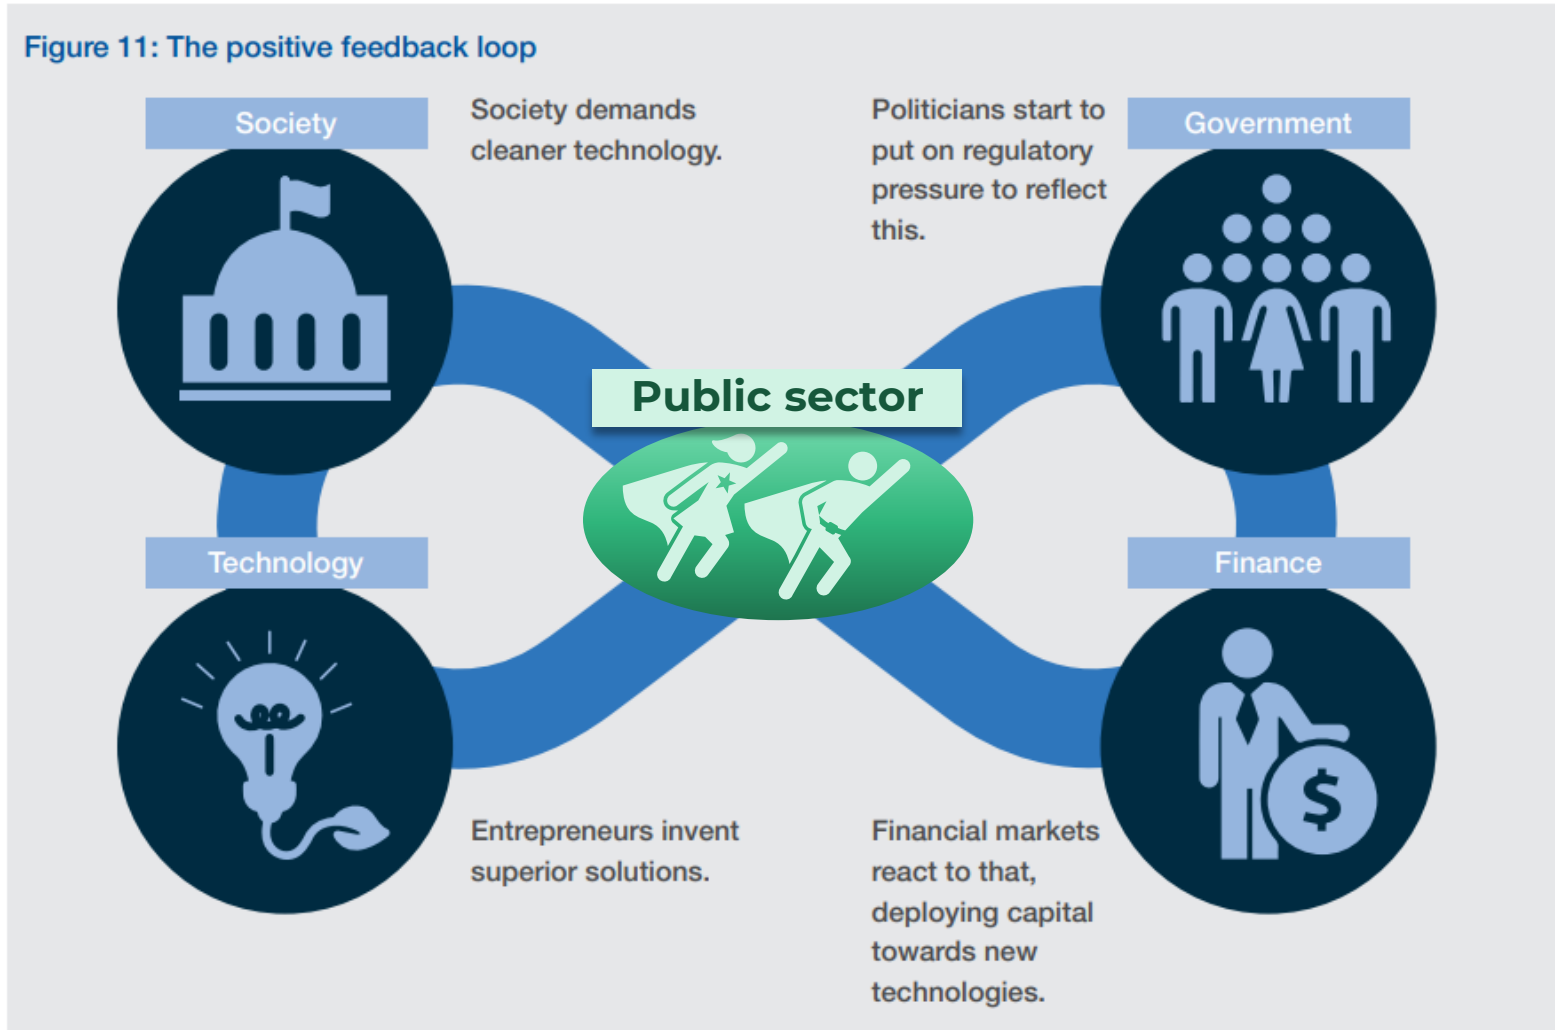 Figure 11: The positive feedback loop
Society
Society demands
cleaner technology.
Politicians start to
put on regulatory
pressure to reflect
this.
Government
Public sector
Technology
Entrepreneurs invent
superior solutions.
Finance
$
Financial markets
react to that,
deploying capital
towards new
technologies.